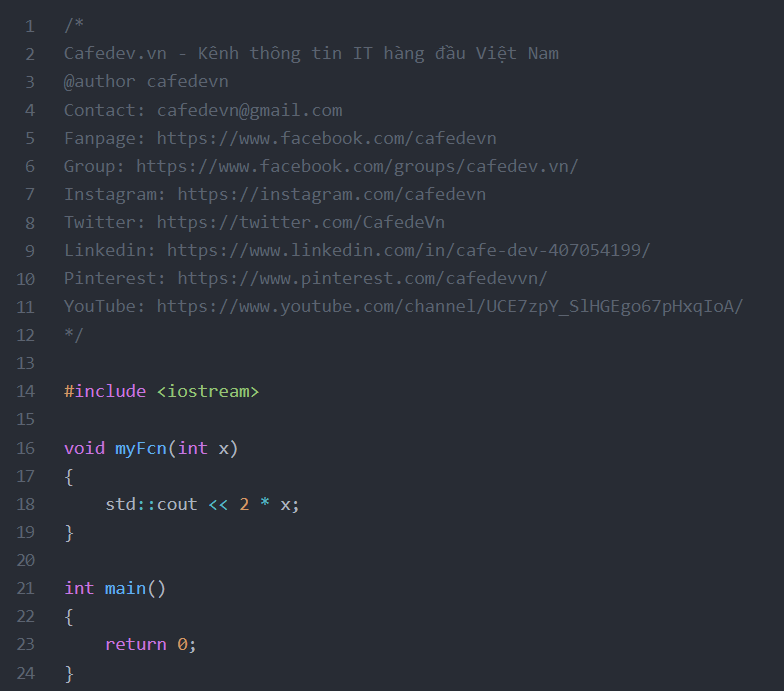 1 /*
2 Cafedev.vn - Kênh thông tin IT hàng đầu Việt Nam
3 @author cafedevn
4 Contact: cafedevn@gmail.com
5 Fanpage: https://www.facebook.com/cafedevn
6 Group: https://www.facebook.com/groups/cafedev.vn/
7 Instagram: https://instagram.com/cafedevn
8 Twitter: https://twitter.com/CafedeVn
9 Linkedin: https://www.linkedin.com/in/cafe-dev-407054199/
10 Pinterest: https://www.pinterest.com/cafedevvn/
11 YouTube: https://www.youtube.com/channel/UCE7zpY_SlHGEgo67pHxqIoA/
12 */
13
14 #include <iostream>
15
16 void myFcn(int x)
17 {
18     std::cout << 2 * x;
19 }
20
21 int main()
22 {
23     return 0;
24 }